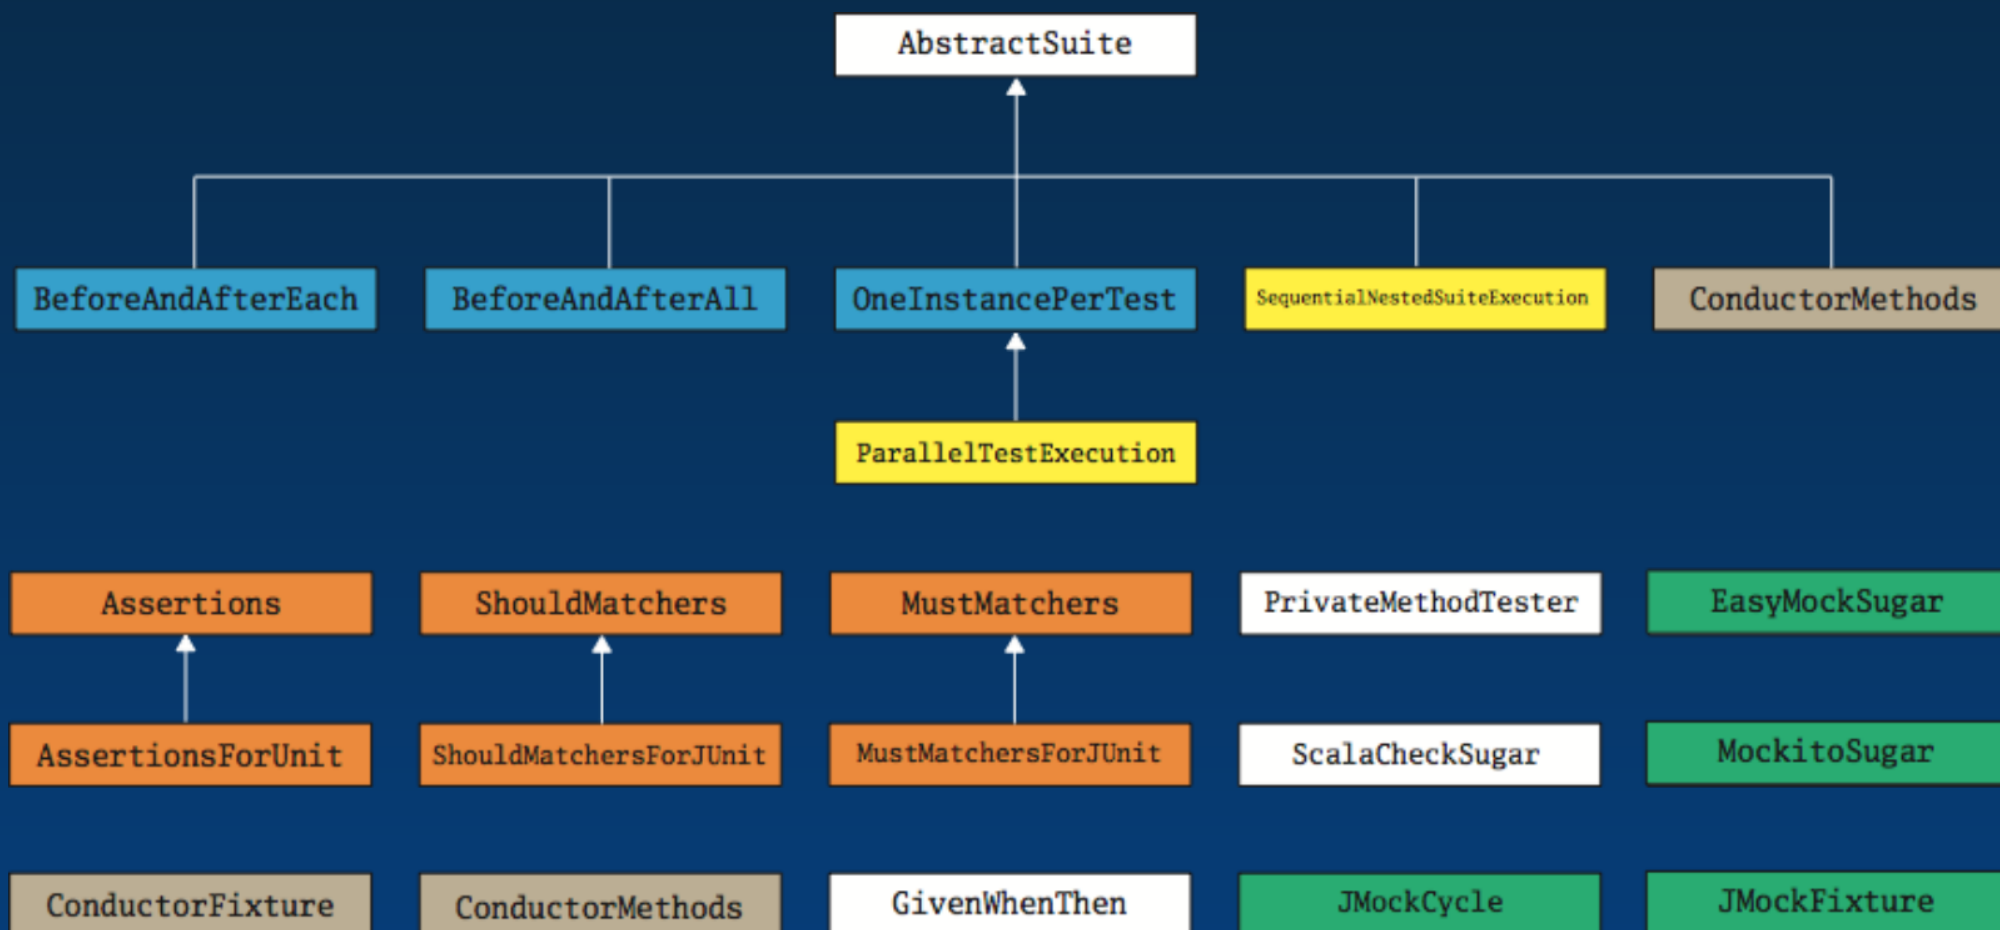 AbstractSuite
BeforeAndAfterEach
BeforeAndAfterAll
OneInstancePerTest
SequentialNestedSuiteExecution
ConductorMethods
ParallelTestExecution
Assertions
ShouldMatchers
MustMatchers
PrivateMethodTester
EasyMockSugar
AssertionsForUnit
ShouldMatchersForJUnit
MustMatchersForJUnit
ScalaCheckSugar
MockitoSugar
ConductorFixture
ConductorMethods
GivenWhenThen
JMockCycle
JMockFixture